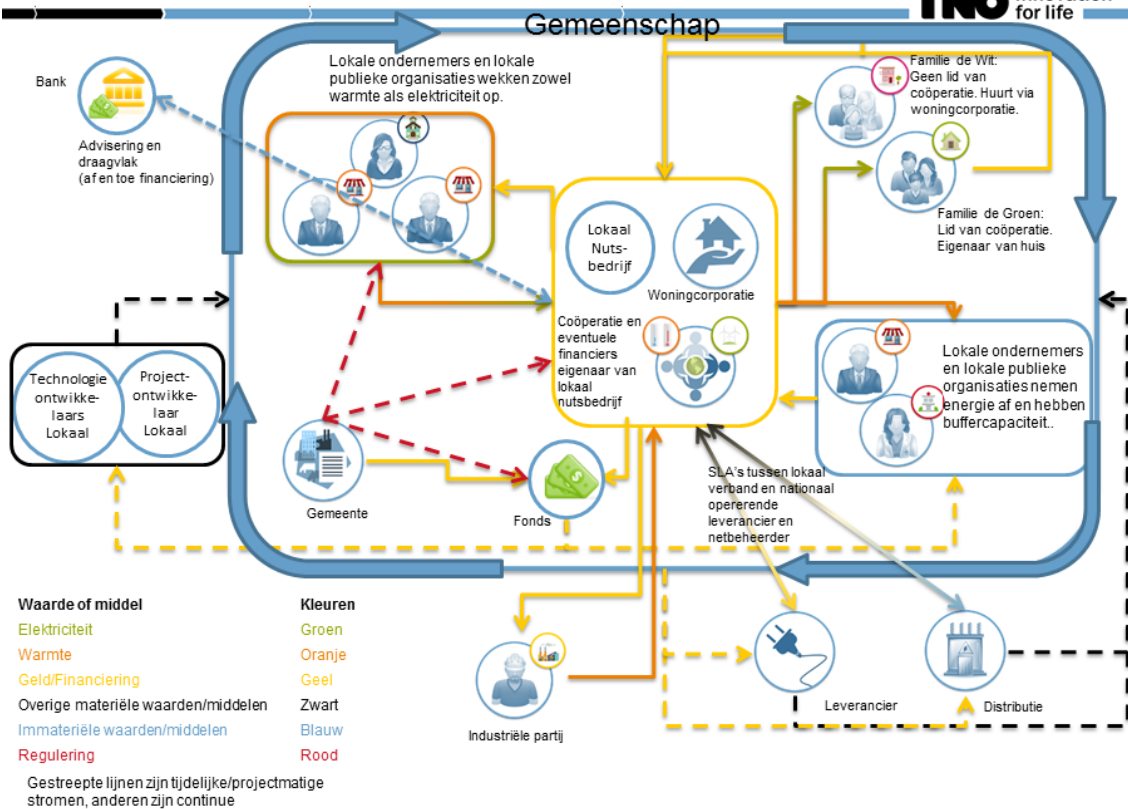 TNO
for life
Gemeenschap
Bank
Advisering en
draagvlak
(af en toe financiering)
Lokale ondernemers en lokale
publieke organisaties wekken zowel
warmte als elektriciteit op.
Familie de Wit:
Geen lid van
coöperatie. Huurt via
woningcorporatie.
Familie de Groen:
Lid van coöperatie.
Eigenaar van huis
Lokaal
Nuts-
bedrijf
Woningcorporatie
Coöperatie en
eventuele
financiers
eigenaar van
lokaal
nutsbedrijf
Technologie
ontwikke-
laars
Lokaal
Project-
ontwikke-
laar
Lokaal
Lokale ondernemers
en lokale publieke
organisaties nemen
energie af en hebben
buffercapaciteit..
Gemeente
Fonds
SLA's tussen lokaal
verband en nationaal
opererende
leverancier en
netbeheerder
Industriële partij
Leverancier
Distributie
Waarde of middel Kleuren
Elektriciteit Groen
Warmte Oranje
Geld/Financiering Geel
Overige materiële waarden/middelen Zwart
Immateriële waarden/middelen Blauw
Regulering Rood
Gestreepte lijnen zijn tijdelijke/projectmatige
stromen, anderen zijn continue